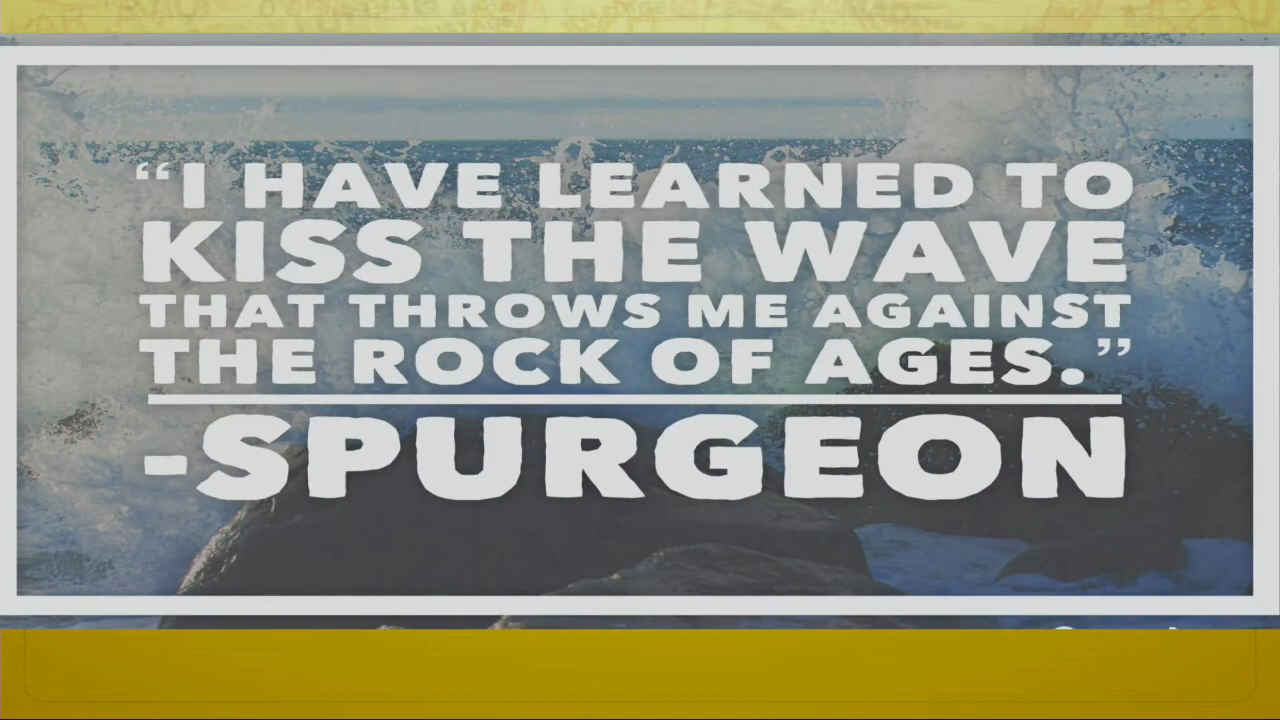 “I HAVE LEARNED TO
KISS THE WAVE
THAT THROWS ME AGAINST
THE ROCK OF AGES.”
-SPURGEON